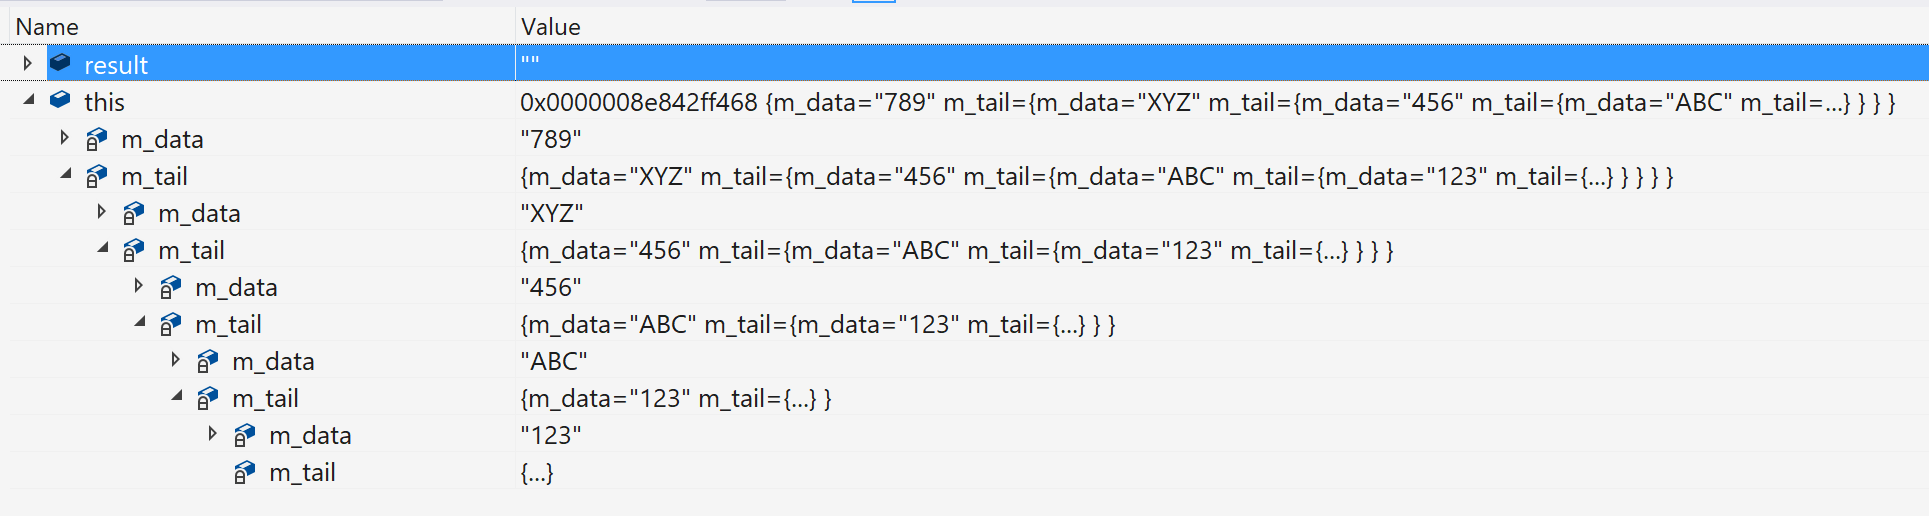 Name Value
result ""
this 0x0000008e842ff468 {m_data="789" m_tail={m_data="XYZ" m_tail={m_data="456" m_tail={m_data="ABC" m_tail=...} } } }
m_data "789"
m_tail {m_data="XYZ" m_tail={m_data="456" m_tail={m_data="ABC" m_tail={m_data="123" m_tail={...} } } } }
m_data "XYZ"
m_tail {m_data="456" m_tail={m_data="ABC" m_tail={m_data="123" m_tail={...} } } }
m_data "456"
m_tail {m_data="ABC" m_tail={m_data="123" m_tail={...} } }
m_data "ABC"
m_tail {m_data="123" m_tail={...} }
m_data "123"
m_tail {...}